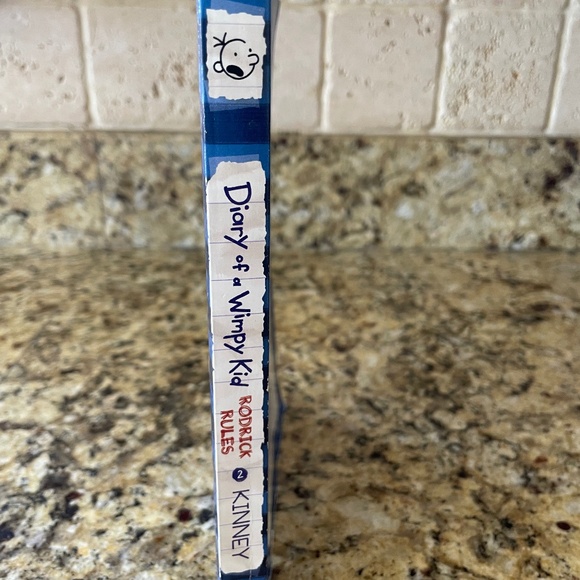 Diary of a Wimpy Kid
RODRICK
RULES
2
KINNEY